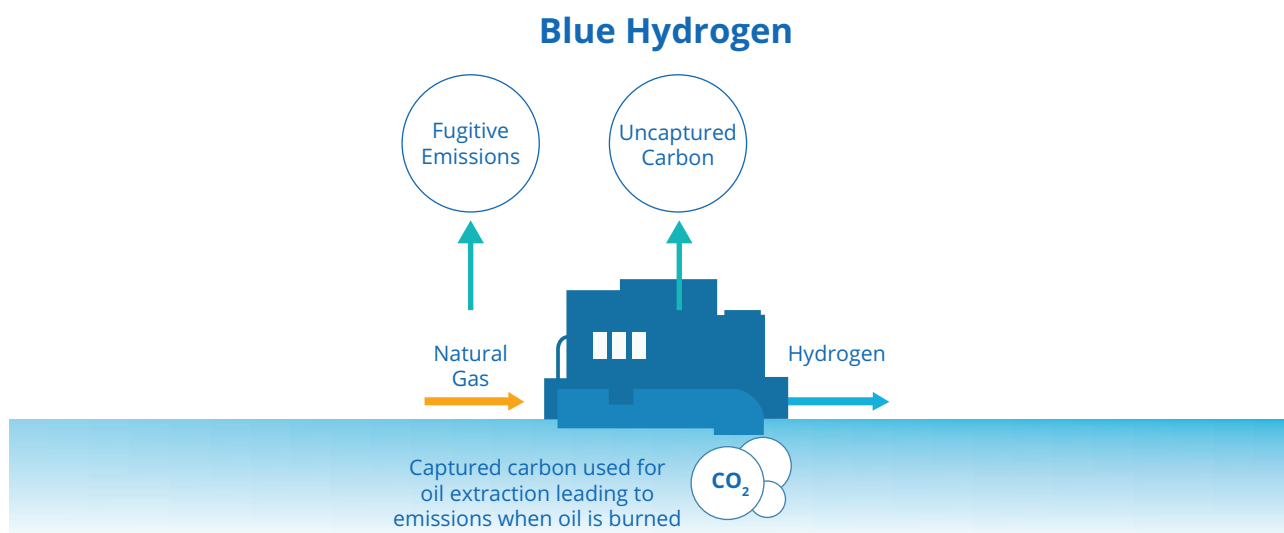 Blue Hydrogen
Fugitive
Emissions
Uncaptured
Carbon
Natural
Gas
Hydrogen
Captured carbon used for
oil extraction leading to
emissions when oil is burned
CO₂